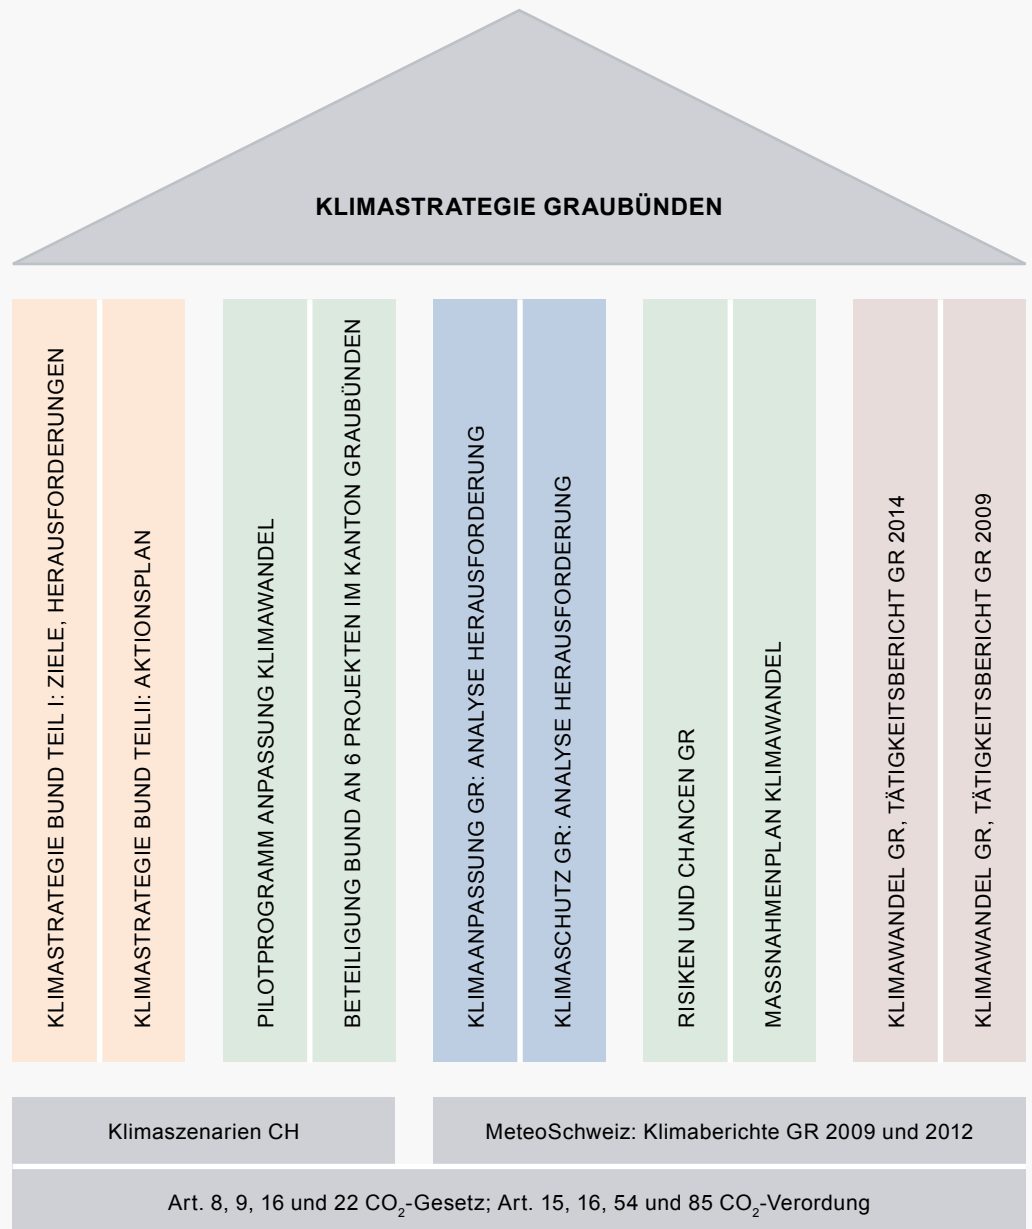 KLIMASTRATEGIE GRAUBÜNDEN
KLIMASTRATEGIE BUND TEIL I: ZIELE, HERAUSFORDERUNGEN
KLIMASTRATEGIE BUND TEILII: AKTIONSPLAN
PILOTPROGRAMM ANPASSUNG KLIMAWANDEL
BETEILIGUNG BUND AN 6 PROJEKTEN IM KANTON GRAUBÜNDEN
KLIMAANPASSUNG GR: ANALYSE HERAUSFORDERUNG
KLIMASCHUTZ GR: ANALYSE HERAUSFORDERUNG
RISIKEN UND CHANCEN GR
MASSNAHMENPLAN KLIMAWANDEL
KLIMAWANDEL GR, TÄTIGKEITSBERICHT GR 2014
KLIMAWANDEL GR, TÄTIGKEITSBERICHT GR 2009
Klimaszenarien CH
MeteoSchweiz: Klimaberichte GR 2009 und 2012
Art. 8, 9, 16 und 22 CO₂-Gesetz; Art. 15, 16, 54 und 85 CO₂-Verordung